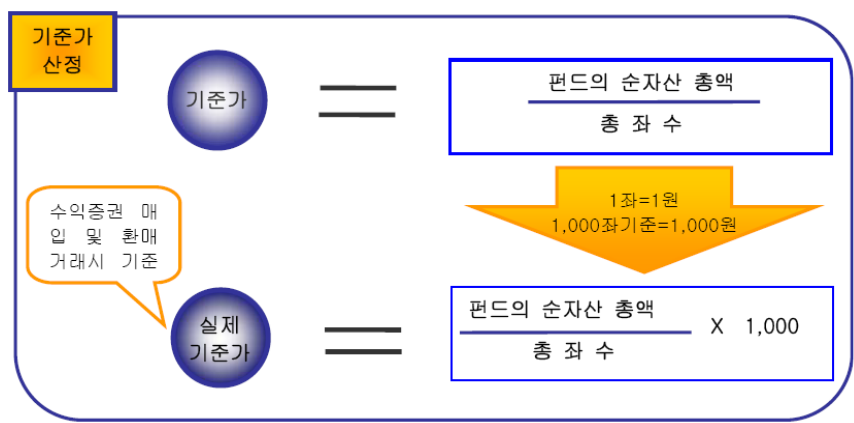 기준가
산정
기준가
펀드의 순자산 총액
총 좌 수
1좌=1원
1,000좌기준=1,000원
수익증권 매
입 및 환매
거래시 기준
실제
기준가
펀드의 순자산 총액
총 좌 수
X 1,000